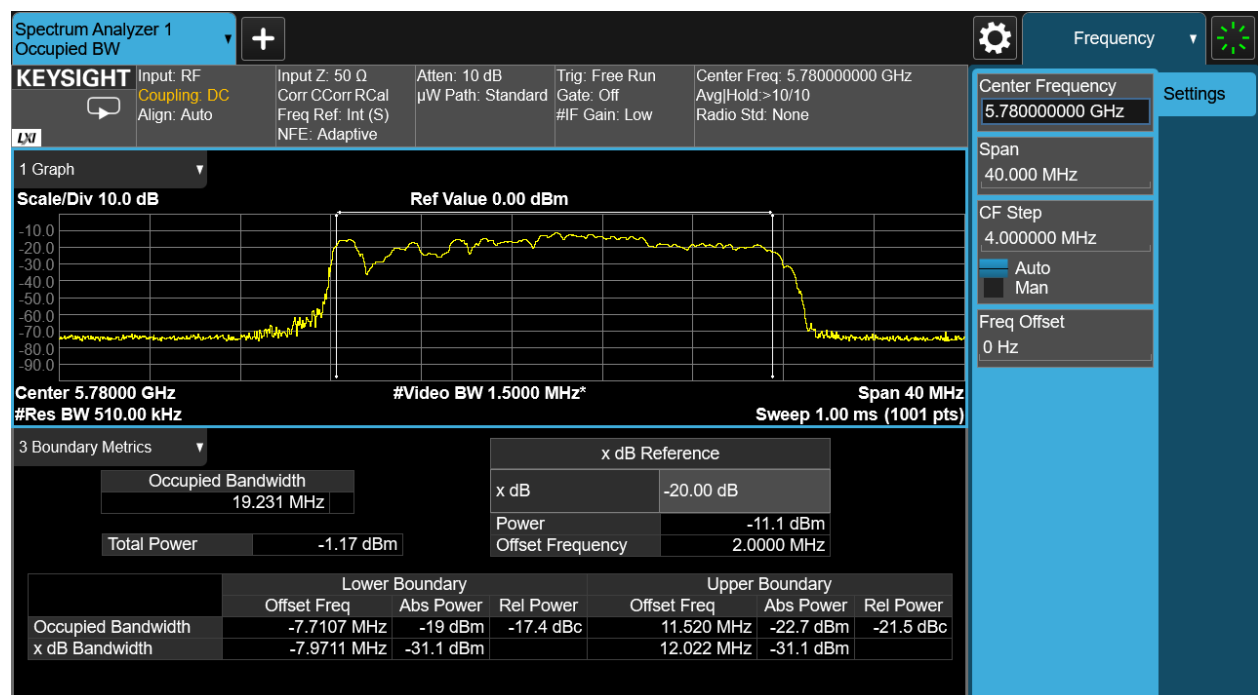 Spectrum Analyzer 1
Occupied BW
+
Frequency
KEYSIGHT
LXI
Input: RF
Coupling: DC
Align: Auto
Input Z: 50 Ω
Corr CCorr RCal
Freq Ref: Int (S)
NFE: Adaptive
Atten: 10 dB
µW Path: Standard
Trig: Free Run
Gate: Off
#IF Gain: Low
Center Freq: 5.780000000 GHz
Avg|Hold:>10/10
Radio Std: None
Center Frequency
5.780000000 GHz
Settings
Span
40.000 MHz
CF Step
4.000000 MHz
Auto
Man
Freq Offset
0 Hz
1 Graph
Scale/Div 10.0 dB Ref Value 0.00 dBm
-10.0
-20.0
-30.0
-40.0
-50.0
-60.0
-70.0
-80.0
-90.0
Center 5.78000 GHz #Video BW 1.5000 MHz* Span 40 MHz
#Res BW 510.00 kHz Sweep 1.00 ms (1001 pts)
3 Boundary Metrics
Occupied Bandwidth
19.231 MHz
Total Power -1.17 dBm
x dB Reference
x dB -20.00 dB
Power -11.1 dBm
Offset Frequency 2.0000 MHz
Lower Boundary Upper Boundary
Offset Freq Abs Power Rel Power Offset Freq Abs Power Rel Power
Occupied Bandwidth -7.7107 MHz -19 dBm -17.4 dBc 11.520 MHz -22.7 dBm -21.5 dBc
x dB Bandwidth -7.9711 MHz -31.1 dBm 12.022 MHz -31.1 dBm